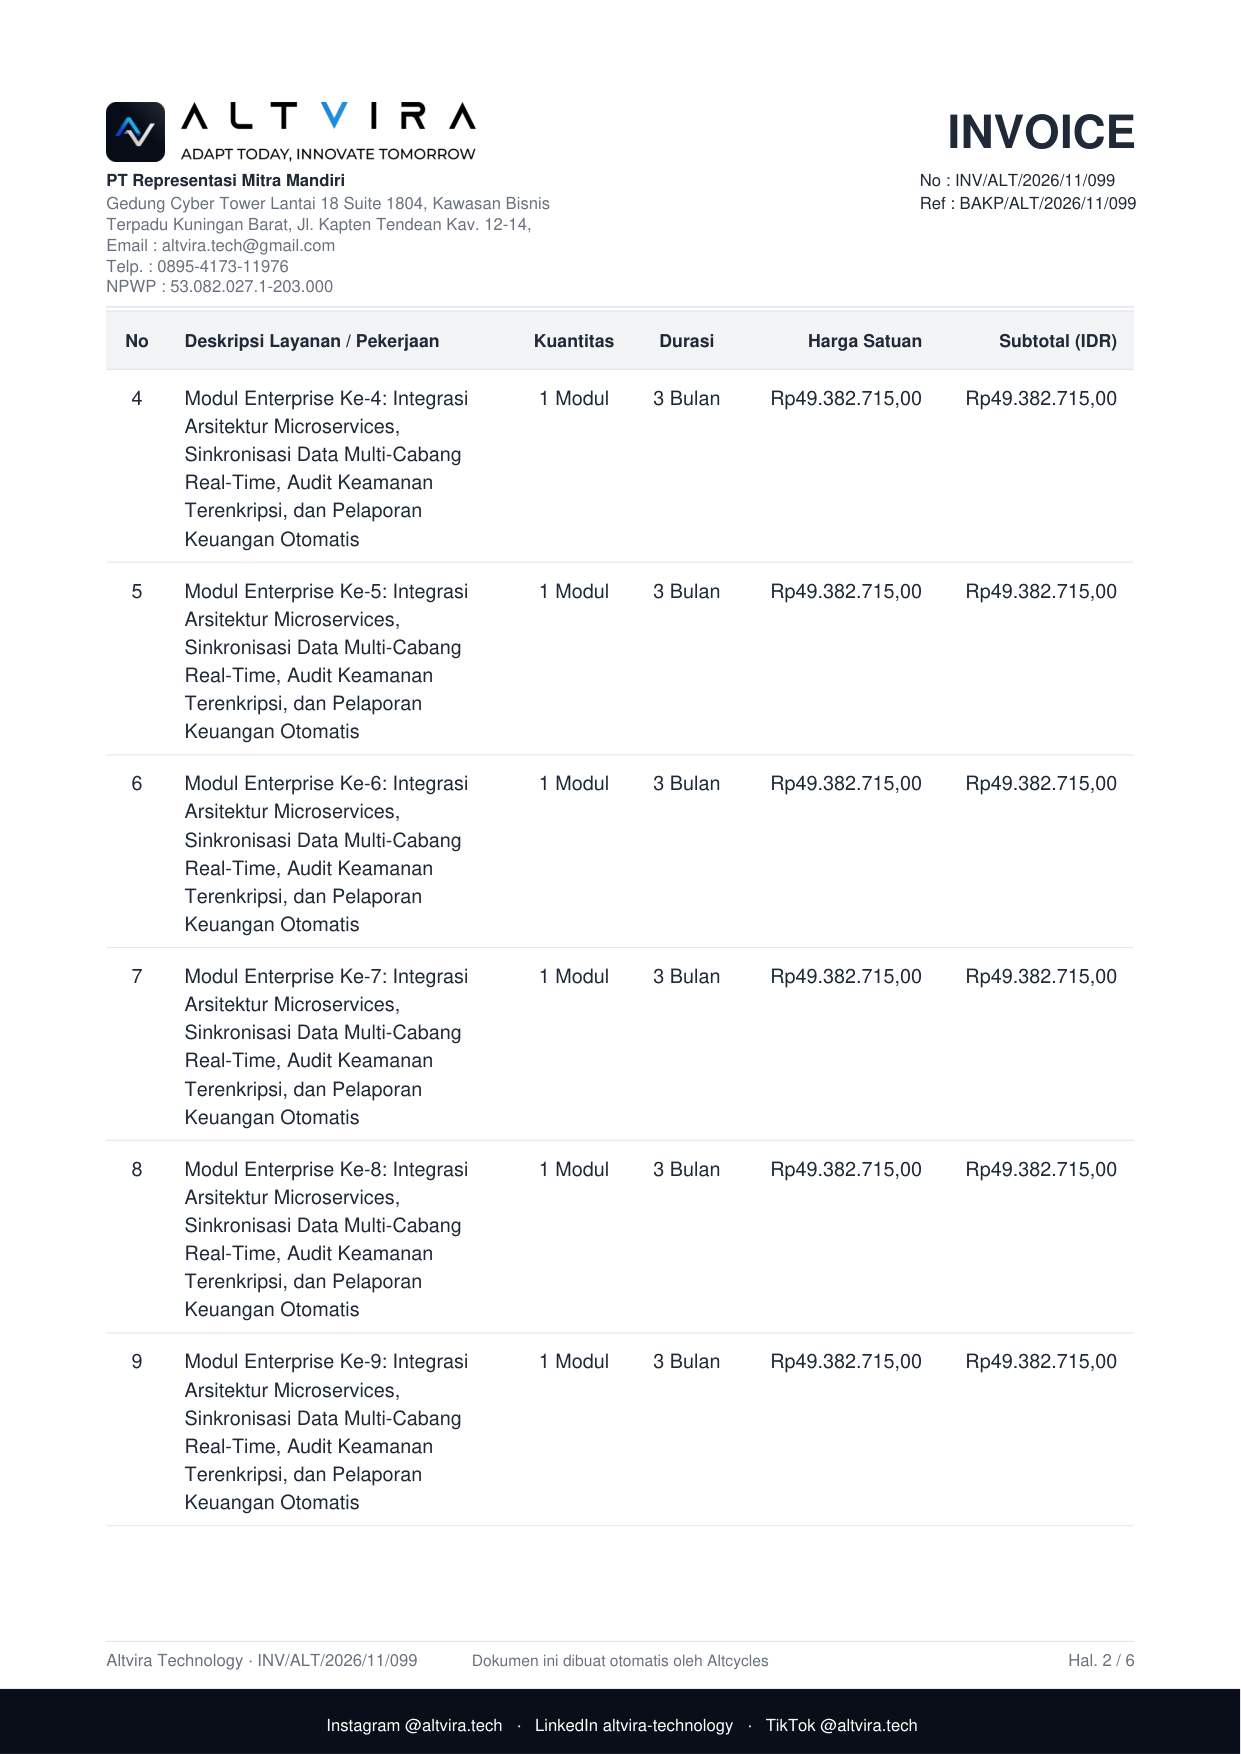 ALTVIRA
ADAPT TODAY, INNOVATE TOMORROW
INVOICE
PT Representasi Mitra Mandiri
Gedung Cyber Tower Lantai 18 Suite 1804, Kawasan Bisnis
Terpadu Kuningan Barat, Jl. Kapten Tendean Kav. 12-14,
Email : altvira.tech@gmail.com
Telp. : 0895-4173-11976
NPWP : 53.082.027.1-203.000
No : INV/ALT/2026/11/099
Ref : BAKP/ALT/2026/11/099
No Deskripsi Layanan / Pekerjaan Kuantitas Durasi Harga Satuan Subtotal (IDR)
4 Modul Enterprise Ke-4: Integrasi 1 Modul 3 Bulan Rp49.382.715,00 Rp49.382.715,00
Arsitektur Microservices,
Sinkronisasi Data Multi-Cabang
Real-Time, Audit Keamanan
Terenkripsi, dan Pelaporan
Keuangan Otomatis
5 Modul Enterprise Ke-5: Integrasi 1 Modul 3 Bulan Rp49.382.715,00 Rp49.382.715,00
Arsitektur Microservices,
Sinkronisasi Data Multi-Cabang
Real-Time, Audit Keamanan
Terenkripsi, dan Pelaporan
Keuangan Otomatis
6 Modul Enterprise Ke-6: Integrasi 1 Modul 3 Bulan Rp49.382.715,00 Rp49.382.715,00
Arsitektur Microservices,
Sinkronisasi Data Multi-Cabang
Real-Time, Audit Keamanan
Terenkripsi, dan Pelaporan
Keuangan Otomatis
7 Modul Enterprise Ke-7: Integrasi 1 Modul 3 Bulan Rp49.382.715,00 Rp49.382.715,00
Arsitektur Microservices,
Sinkronisasi Data Multi-Cabang
Real-Time, Audit Keamanan
Terenkripsi, dan Pelaporan
Keuangan Otomatis
8 Modul Enterprise Ke-8: Integrasi 1 Modul 3 Bulan Rp49.382.715,00 Rp49.382.715,00
Arsitektur Microservices,
Sinkronisasi Data Multi-Cabang
Real-Time, Audit Keamanan
Terenkripsi, dan Pelaporan
Keuangan Otomatis
9 Modul Enterprise Ke-9: Integrasi 1 Modul 3 Bulan Rp49.382.715,00 Rp49.382.715,00
Arsitektur Microservices,
Sinkronisasi Data Multi-Cabang
Real-Time, Audit Keamanan
Terenkripsi, dan Pelaporan
Keuangan Otomatis
Altvira Technology · INV/ALT/2026/11/099 Dokumen ini dibuat otomatis oleh Altcycles Hal. 2 / 6
Instagram @altvira.tech · LinkedIn altvira-technology · TikTok @altvira.tech